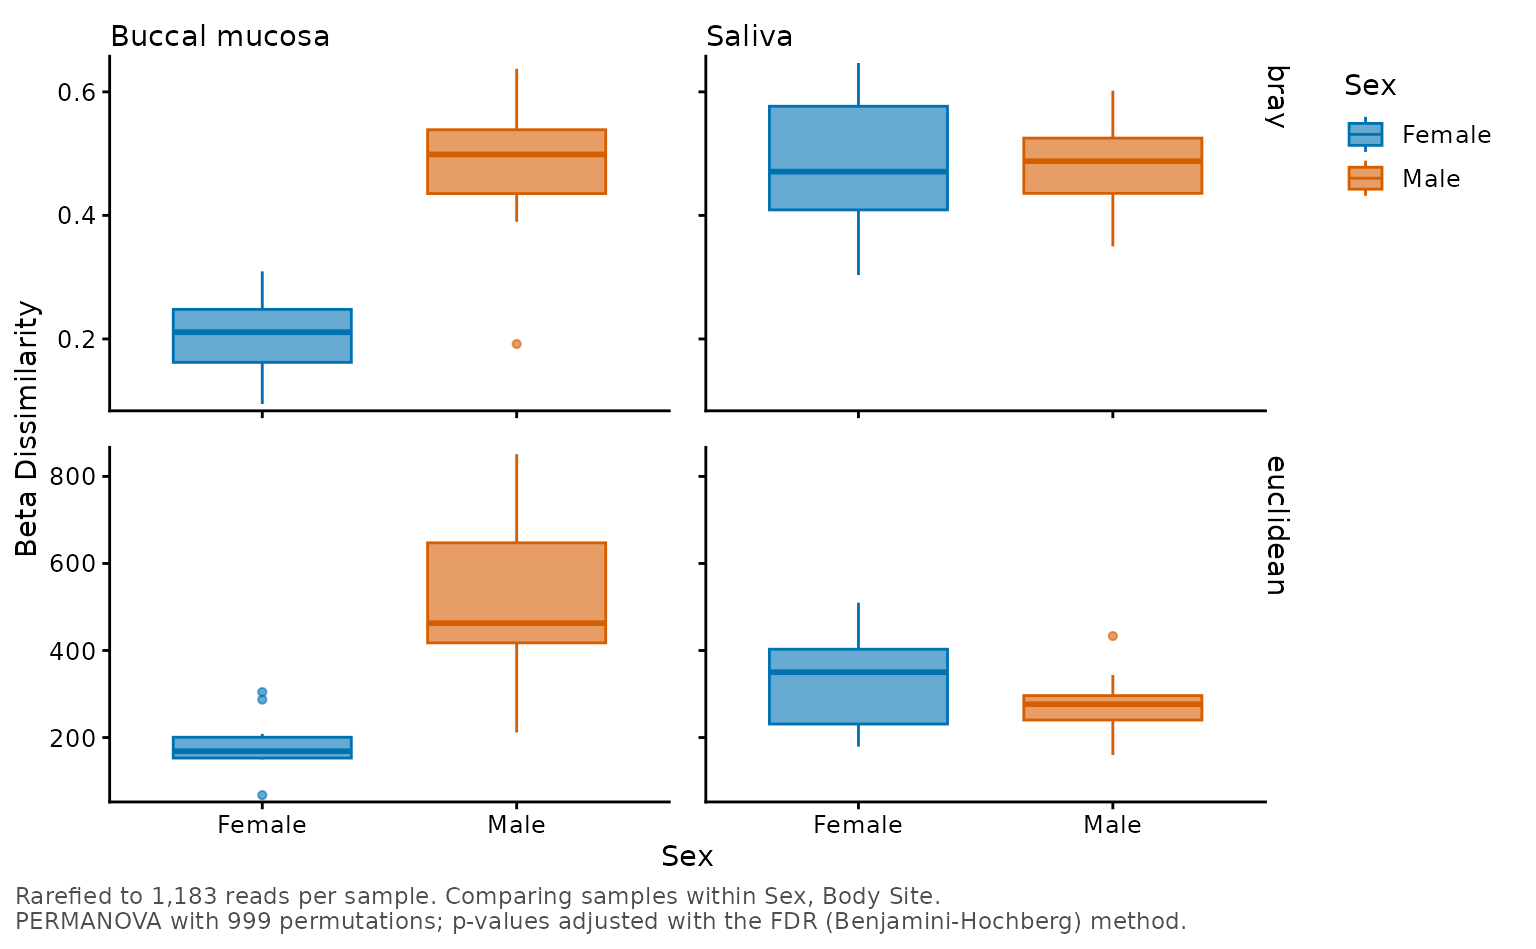 Buccal mucosa
Saliva
bray
Sex
Female
Male
0.6
0.4
0.2
Beta Dissimilarity
euclidean
800
600
400
200
Female
Male
Female
Male
Sex
Rarefied to 1,183 reads per sample. Comparing samples within Sex, Body Site.
PERMANOVA with 999 permutations; p-values adjusted with the FDR (Benjamini-Hochberg) method.